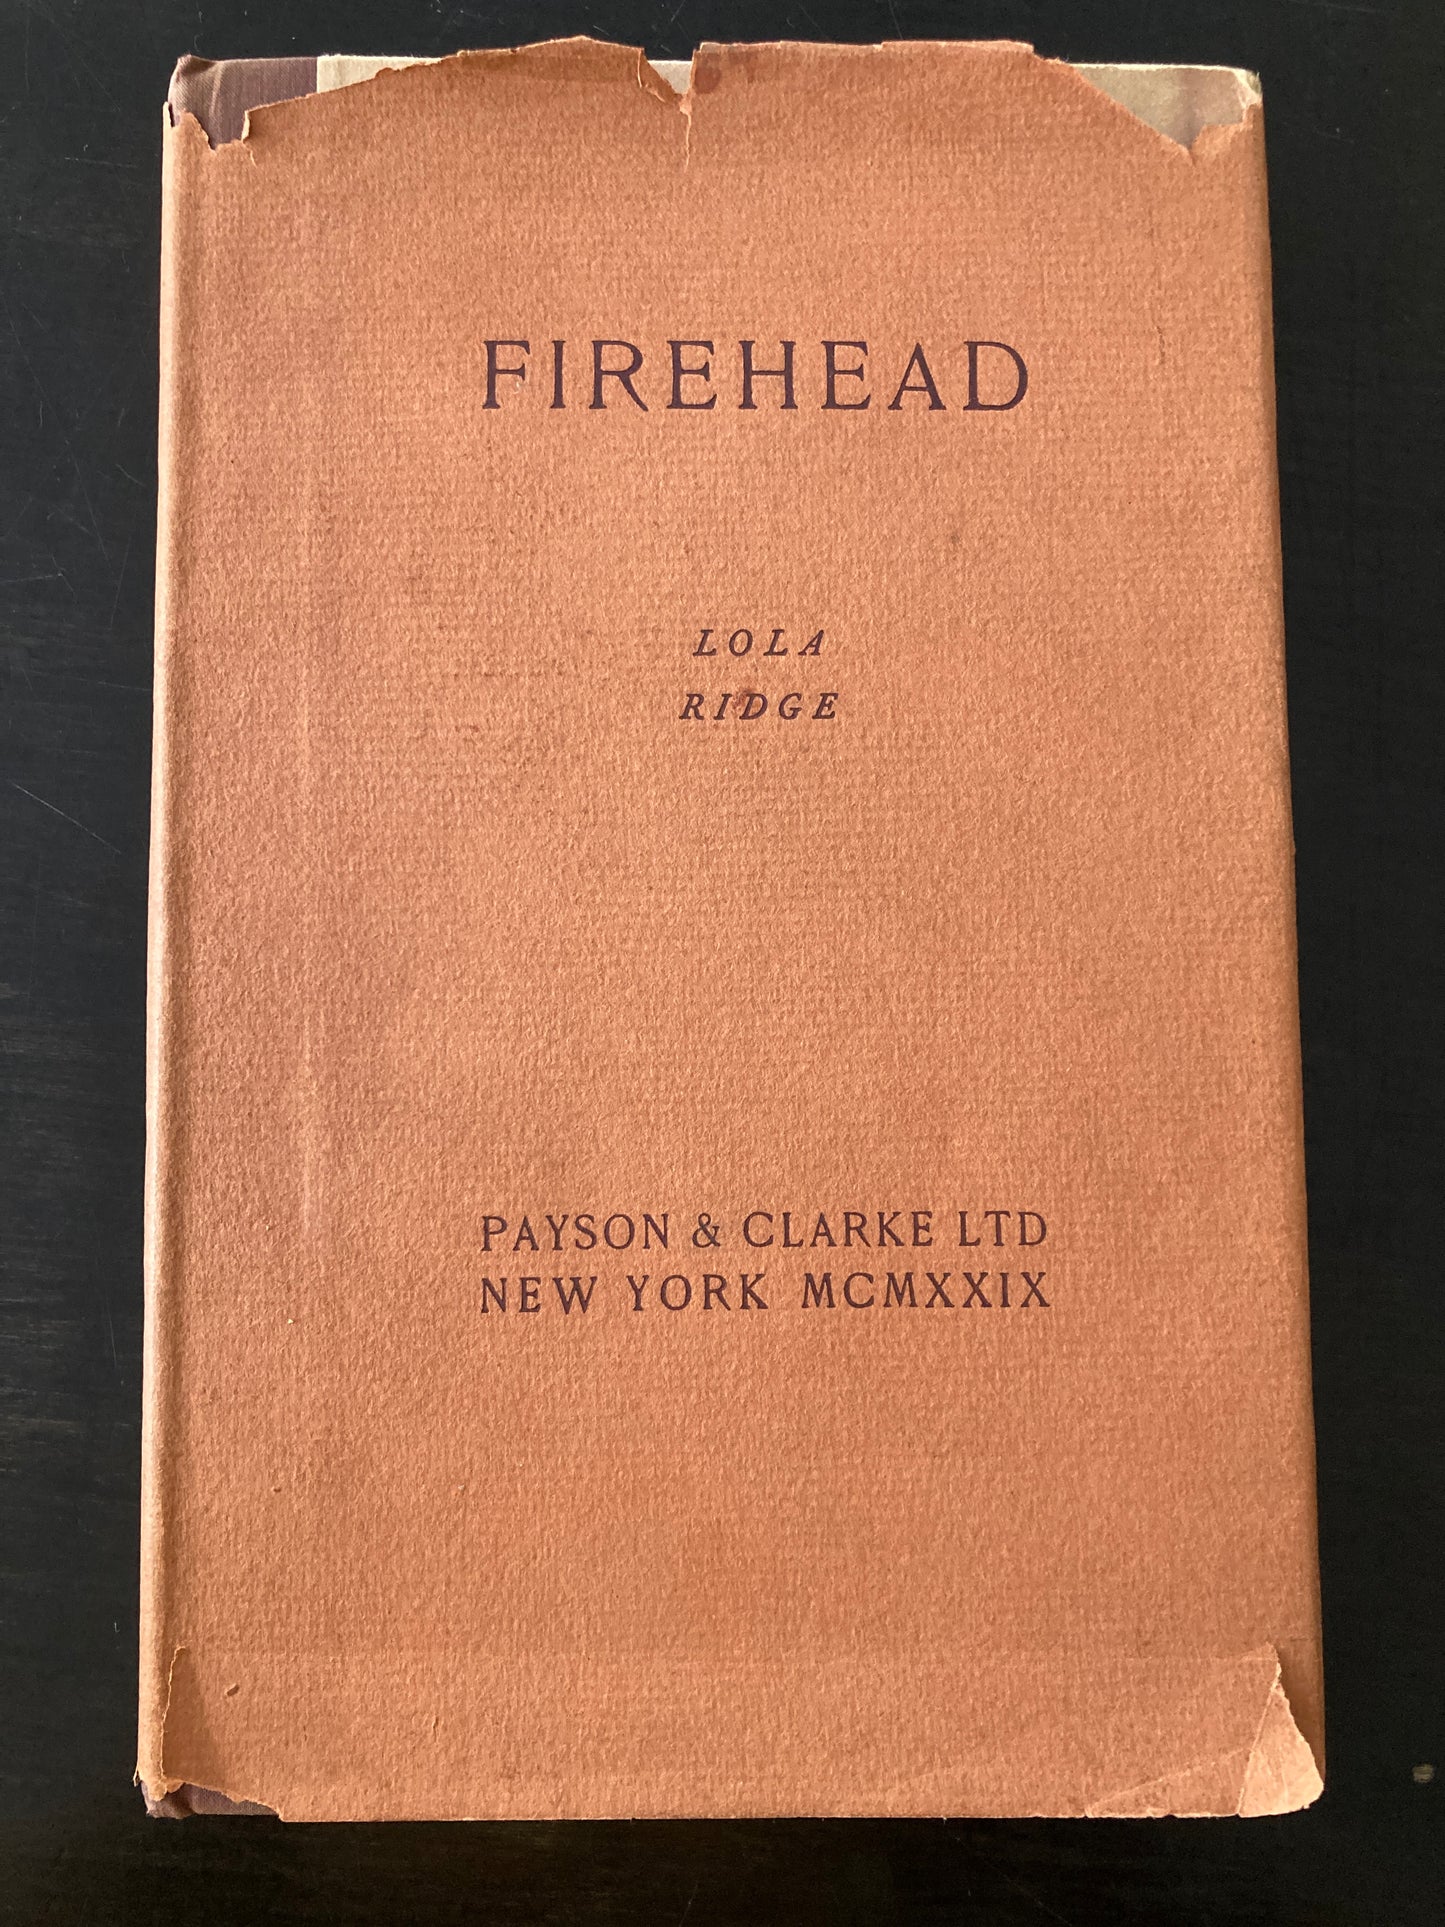 FIREHEAD
LOLA
RIDGE
PAYSON & CLARKE LTD
NEW YORK MCMXXIX